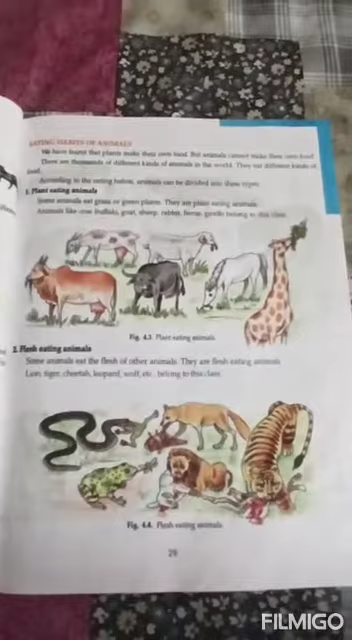 EATING HABITS OF ANIMALS
We have learnt that plants make their own food. But animals cannot make their own food.
There are thousands of different kinds of animals in the world. They eat different kinds of
food.
According to the eating habits, animals can be divided into three types.
1. Plant eating animals
Some animals eat grass or green plants. They are plant eating animals.
Animals like cow, buffalo, goat, sheep, rabbit, horse, giraffe belong to this class.
Fig. 4.3. Plant eating animals
2. Flesh eating animals
Some animals eat the flesh of other animals. They are flesh eating animals.
Lion, tiger, cheetah, leopard, wolf, etc., belong to this class.
Fig. 4.4. Flesh eating animals
29
FILMIGO